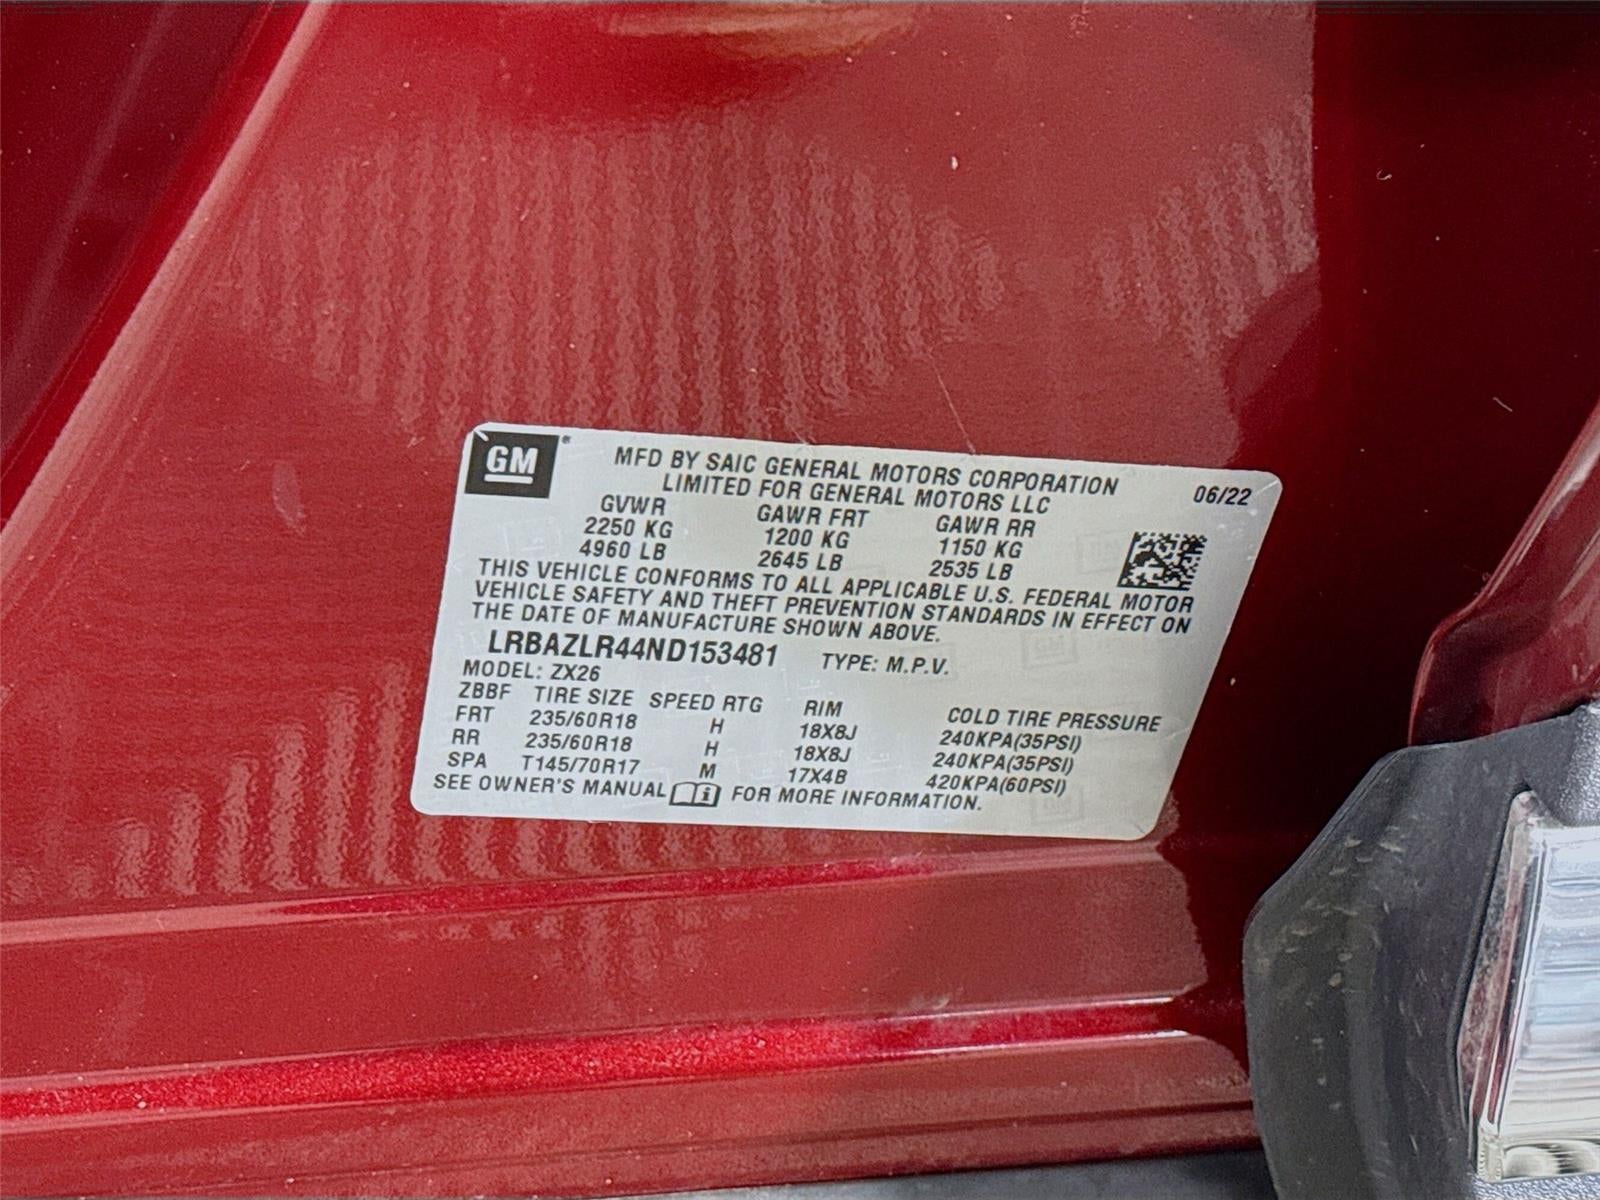 GM ®
MFD BY SAIC GENERAL MOTORS CORPORATION
LIMITED FOR GENERAL MOTORS LLC
06/22
GVWR GAWR FRT GAWR RR
2250 KG 1200 KG 1150 KG
4960 LB 2645 LB 2535 LB
THIS VEHICLE CONFORMS TO ALL APPLICABLE U.S. FEDERAL MOTOR
VEHICLE SAFETY AND THEFT PREVENTION STANDARDS IN EFFECT ON
THE DATE OF MANUFACTURE SHOWN ABOVE.
LRBAZLR44ND153481 TYPE: M.P.V.
MODEL: ZX26
ZBBF TIRE SIZE SPEED RTG RIM COLD TIRE PRESSURE
FRT 235/60R18 H 18X8J 240KPA(35PSI)
RR 235/60R18 H 18X8J 240KPA(35PSI)
SPA T145/70R17 M 17X4B 420KPA(60PSI)
SEE OWNER'S MANUAL i FOR MORE INFORMATION.